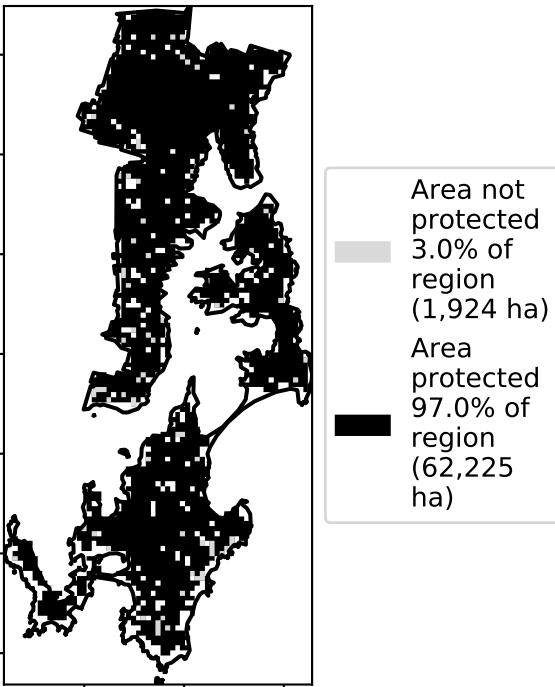 Area not
protected
3.0% of
region
(1,924 ha)
Area
protected
97.0% of
region
(62,225
ha)